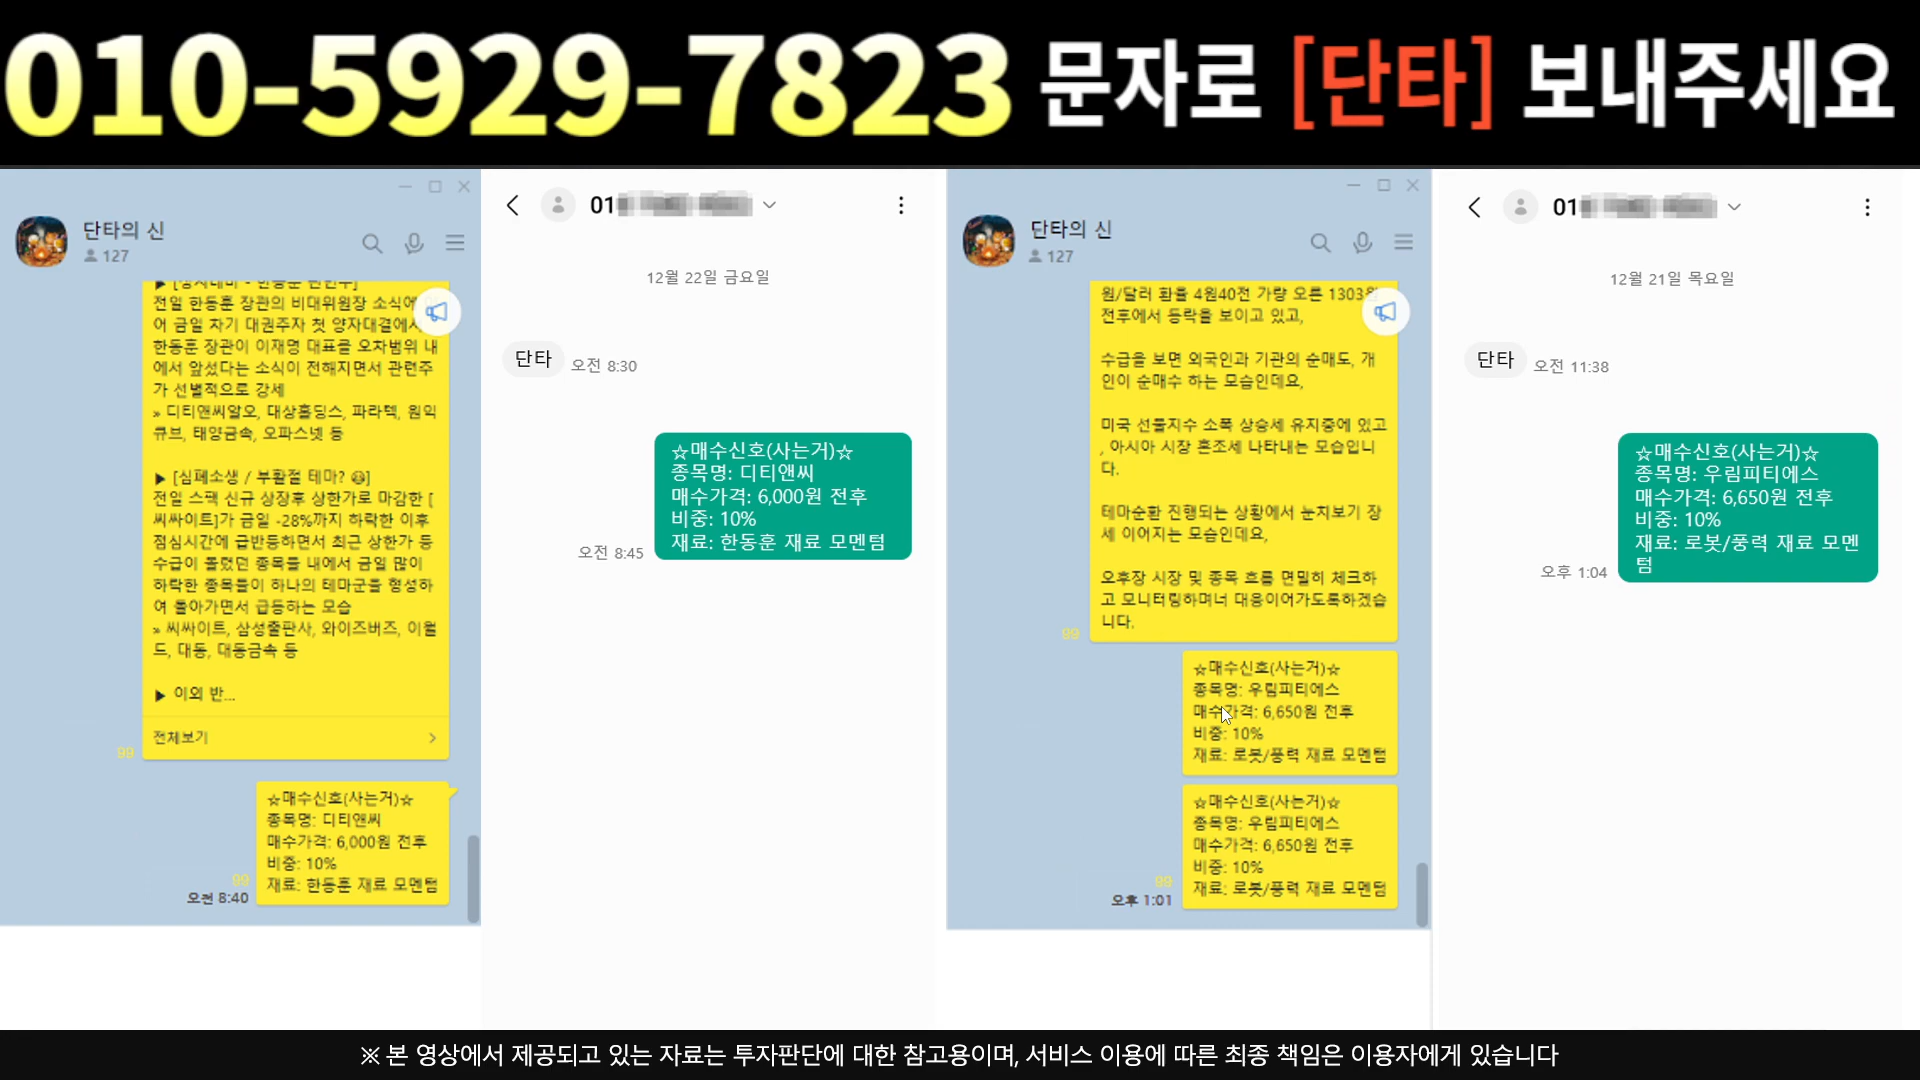 010-5929-7823 문자로 [단타] 보내주세요
단타의 신
127
전일 한동훈 장관의 비대위원장 소식에
어 금일 차기 대권주자 첫 양자대결에서
한동훈 장관이 이재명 대표를 오차범위 내
에서 앞섰다는 소식이 전해지면서 관련주
가 선별적으로 강세
» 디티앤씨알오, 대상홀딩스, 파라텍, 원익
큐브, 태양금속, 오파스넷 등
▶ [심폐소생 / 부활절 테마? 😆]
전일 스팩 신규 상장후 상한가로 마감한 [
씨싸이트]가 금일 -28%까지 하락한 이후
점심시간에 급반등하면서 최근 상한가 등
수급이 몰렸던 종목들 내에서 금일 많이
하락한 종목들이 하나의 테마군을 형성하
여 돌아가면서 급등하는 모습
» 씨싸이트, 삼성출판사, 와이즈버즈, 이월
드, 대동, 대동금속 등
▶ 이외 반...
전체보기
99
☆매수신호(사는거)☆
종목명: 디티앤씨
매수가격: 6,000원 전후
비중: 10%
재료: 한동훈 재료 모멘텀
99
오전 8:40
01
12월 22일 금요일
단타
오전 8:30
☆매수신호(사는거)☆
종목명: 디티앤씨
매수가격: 6,000원 전후
비중: 10%
재료: 한동훈 재료 모멘텀
오전 8:45
단타의 신
127
원/달러 환율 4원40전 가량 오른 1303원
전후에서 등락을 보이고 있고,
수급을 보면 외국인과 기관의 순매도, 개
인이 순매수 하는 모습인데요,
미국 선물지수 소폭 상승세 유지중에 있고
, 아시아 시장 혼조세 나타내는 모습입니
다.
테마순환 진행되는 상황에서 눈치보기 장
세 이어지는 모습인데요,
오후장 시장 및 종목 흐름 면밀히 체크하
고 모니터링하며너 대응이어가도록하겠습
니다.
99
☆매수신호(사는거)☆
종목명: 우림피티에스
매수가격: 6,650원 전후
비중: 10%
재료: 로봇/풍력 재료 모멘텀
☆매수신호(사는거)☆
종목명: 우림피티에스
매수가격: 6,650원 전후
비중: 10%
재료: 로봇/풍력 재료 모멘텀
99
오후 1:01
01
12월 21일 목요일
단타
오전 11:38
☆매수신호(사는거)☆
종목명: 우림피티에스
매수가격: 6,650원 전후
비중: 10%
재료: 로봇/풍력 재료 모멘
텀
오후 1:04
※ 본 영상에서 제공되고 있는 자료는 투자판단에 대한 참고용이며, 서비스 이용에 따른 최종 책임은 이용자에게 있습니다